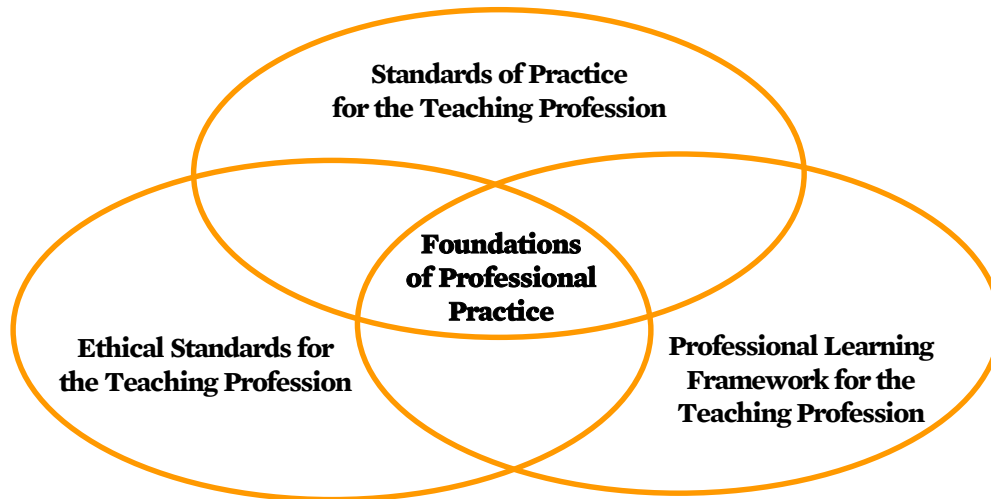 Standards of Practice
for the Teaching Profession
Foundations
of Professional
Practice
Ethical Standards for
the Teaching Profession
Professional Learning
Framework for the
Teaching Profession